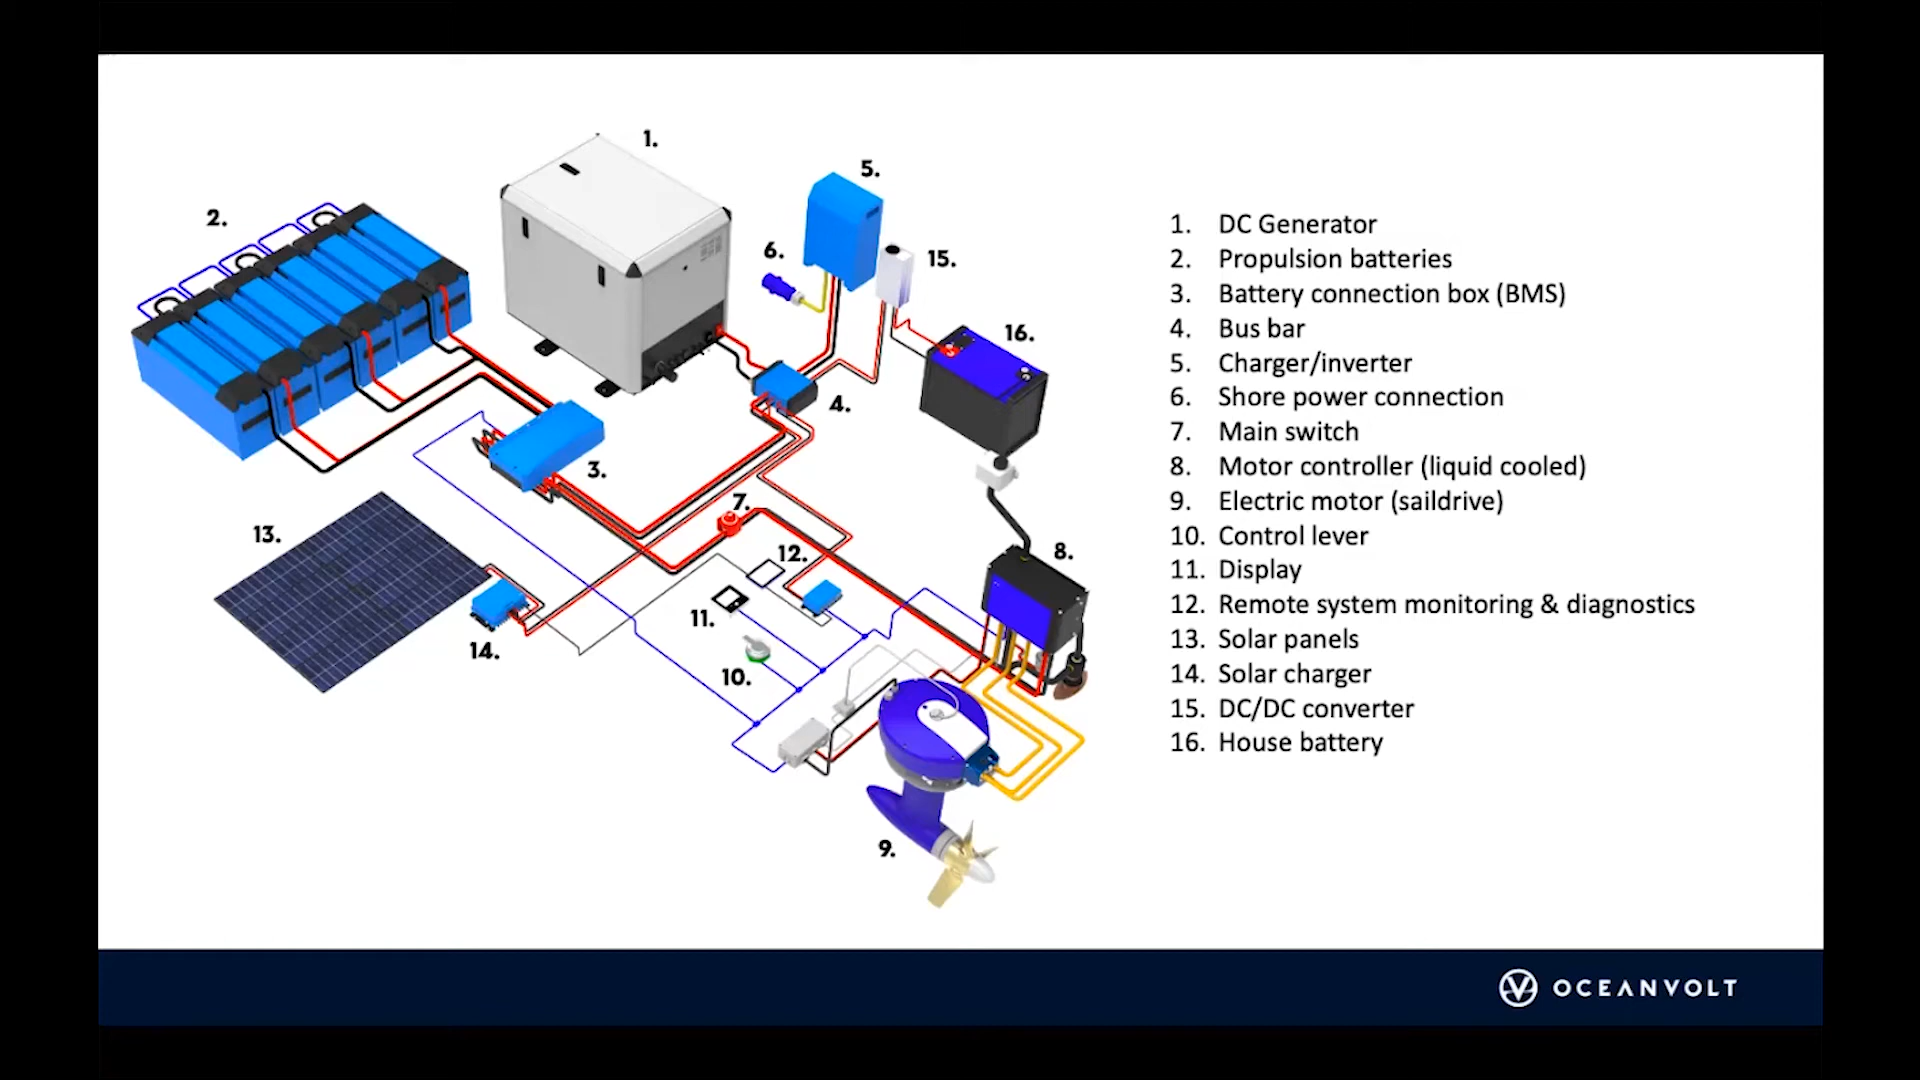 1.
2.
5.
6.
15.
16.
4.
3.
7.
13.
12.
8.
11.
14.
10.
9.
1. DC Generator
2. Propulsion batteries
3. Battery connection box (BMS)
4. Bus bar
5. Charger/inverter
6. Shore power connection
7. Main switch
8. Motor controller (liquid cooled)
9. Electric motor (saildrive)
10. Control lever
11. Display
12. Remote system monitoring & diagnostics
13. Solar panels
14. Solar charger
15. DC/DC converter
16. House battery
OCEANVOLT